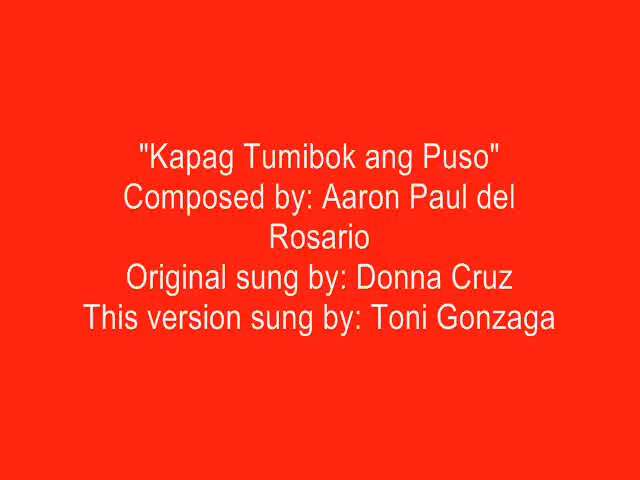 "Kapag Tumibok ang Puso"
Composed by: Aaron Paul del
Rosario
Original sung by: Donna Cruz
This version sung by: Toni Gonzaga